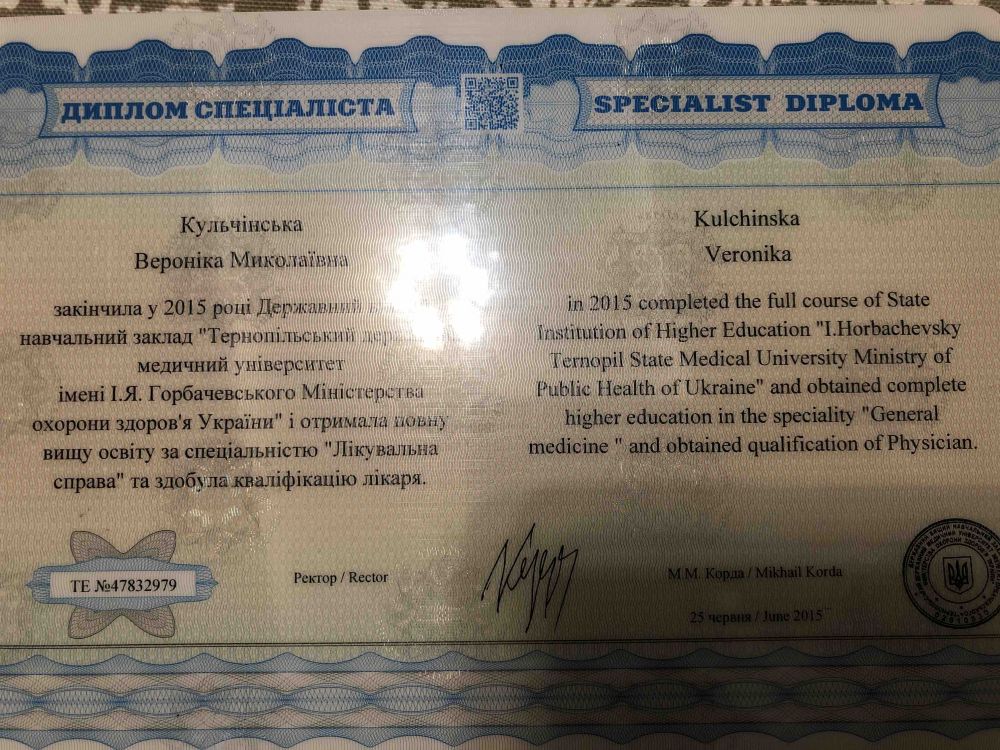 ДИПЛОМ СПЕЦІАЛІСТА
Кульчінська
Вероніка Миколаївна
закінчила у 2015 році Державний
навчальний заклад "Тернопільський
медичний університет
імені І.Я. Горбачевського Міністерства
охорони здоров'я України" і отримала повну
вищу освіту за спеціальністю "Лікувальна
справа" та здобула кваліфікацію лікаря.
SPECIALIST DIPLOMA
Kulchinska
Veronika
in 2015 completed the full course of State
Institution of Higher Education "I.Horbachevsky
Ternopil State Medical University Ministry of
Public Health of Ukraine" and obtained complete
higher education in the speciality "General
medicine " and obtained qualification of Physician.
ТЕ №47832979
Ректор / Rector
М.М. Корда / Mikhail Korda
25 червня / June 2015